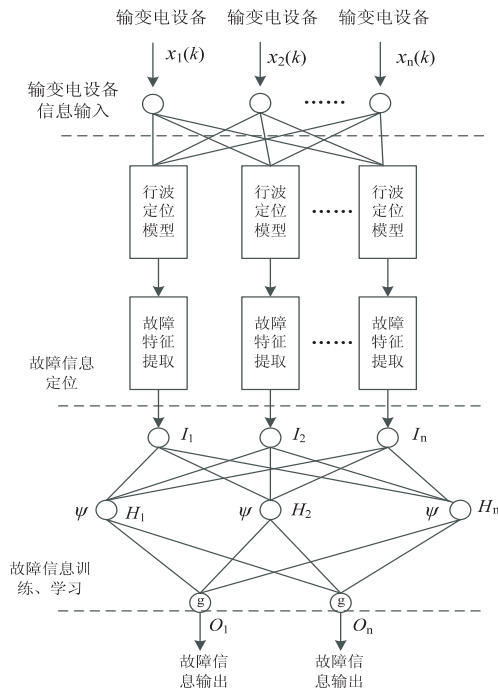 输变电设备 输变电设备 输变电设备
x1(k) x2(k) xn(k)
输变电设备
信息输入
……
行波
定位
模型
行波
定位
模型
……
行波
定位
模型
故障
特征
提取
故障
特征
提取
……
故障
特征
提取
故障信息
定位
I1 I2 In
ψ H1 ψ H2 ψ Hn
故障信息训
练、学习
g g
O1 On
故障信
息输出
故障信
息输出